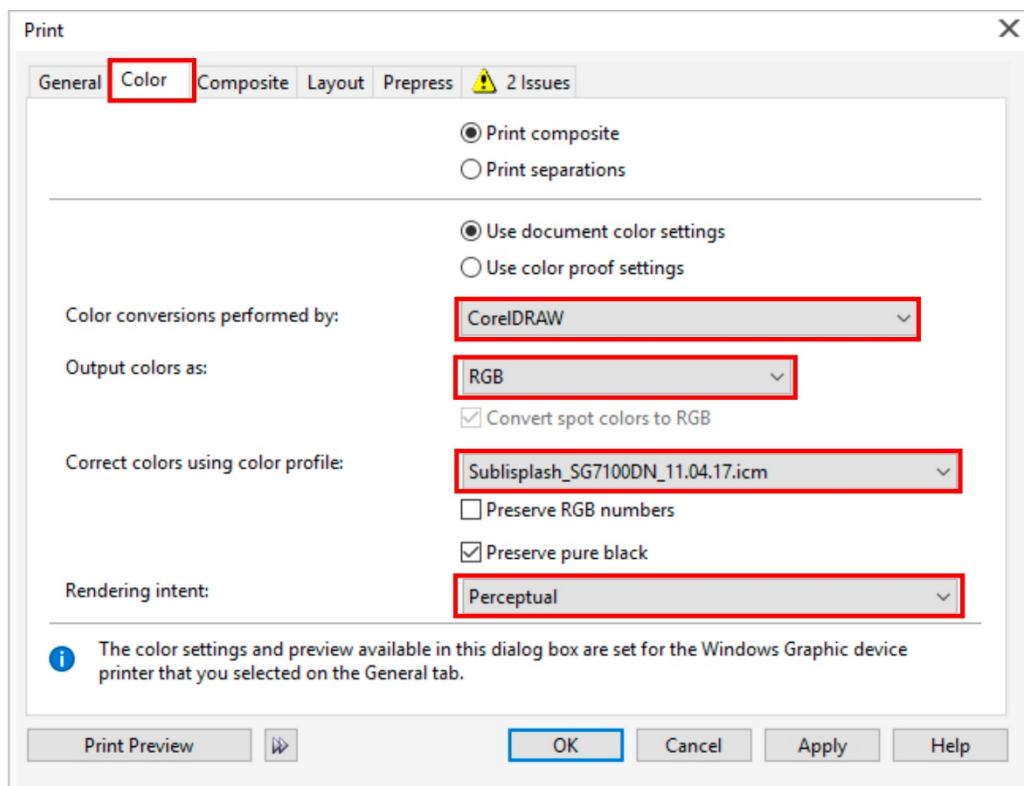 Print
General Color Composite Layout Prepress 2 Issues
Print composite
Print separations
Use document color settings
Use color proof settings
Color conversions performed by: CorelDRAW
Output colors as: RGB
Convert spot colors to RGB
Correct colors using color profile: Sublisplash_SG7100DN_11.04.17.icm
Preserve RGB numbers
Preserve pure black
Rendering intent: Perceptual
The color settings and preview available in this dialog box are set for the Windows Graphic device
printer that you selected on the General tab.
Print Preview OK Cancel Apply Help